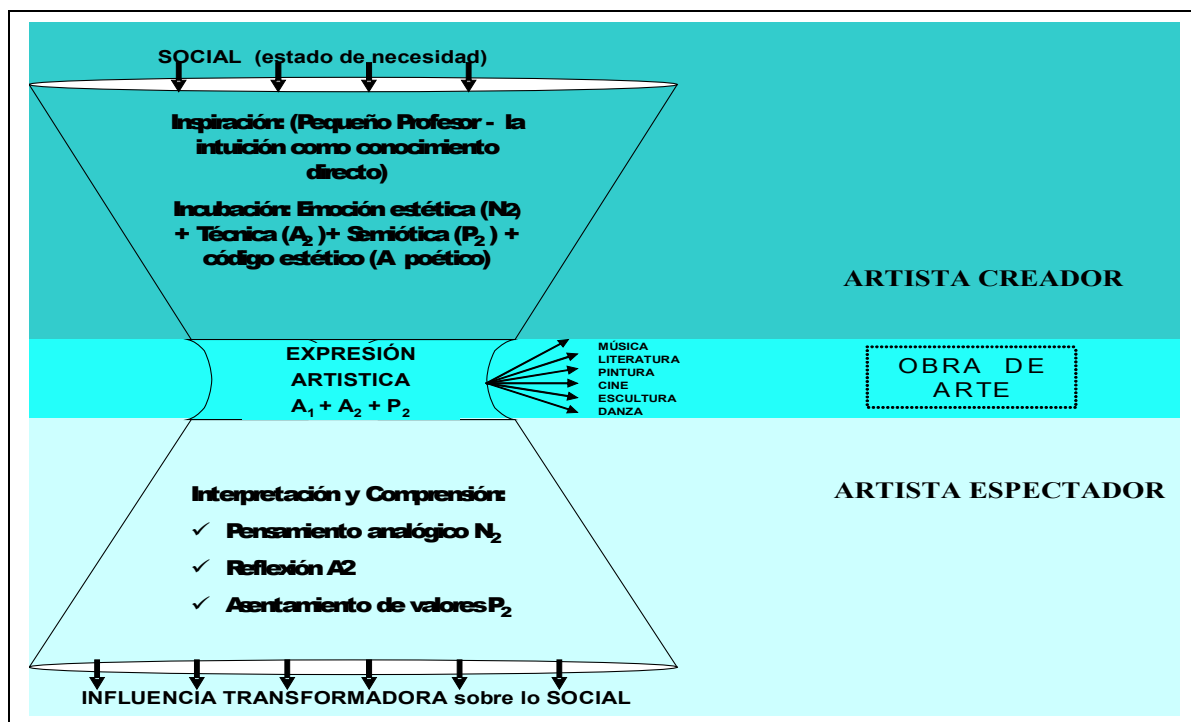 SOCIAL (estado de necesidad)
Inspiración: (Pequeño Profesor - la
intuición como conocimiento
directo)
Incubación: Emoción estética (N2)
+ Técnica (A₂) + Semiótica (P₂) +
código estético (A poético)
ARTISTA CREADOR
EXPRESIÓN
ARTISTICA
A₁ + A₂ + P₂
MÚSICA
LITERATURA
PINTURA
CINE
ESCULTURA
DANZA
OBRA DE
ARTE
ARTISTA ESPECTADOR
Interpretación y Comprensión:
✓ Pensamiento analógico N₂
✓ Reflexión A2
✓ Asentamiento de valores P₂
INFLUENCIA TRANSFORMADORA sobre lo SOCIAL